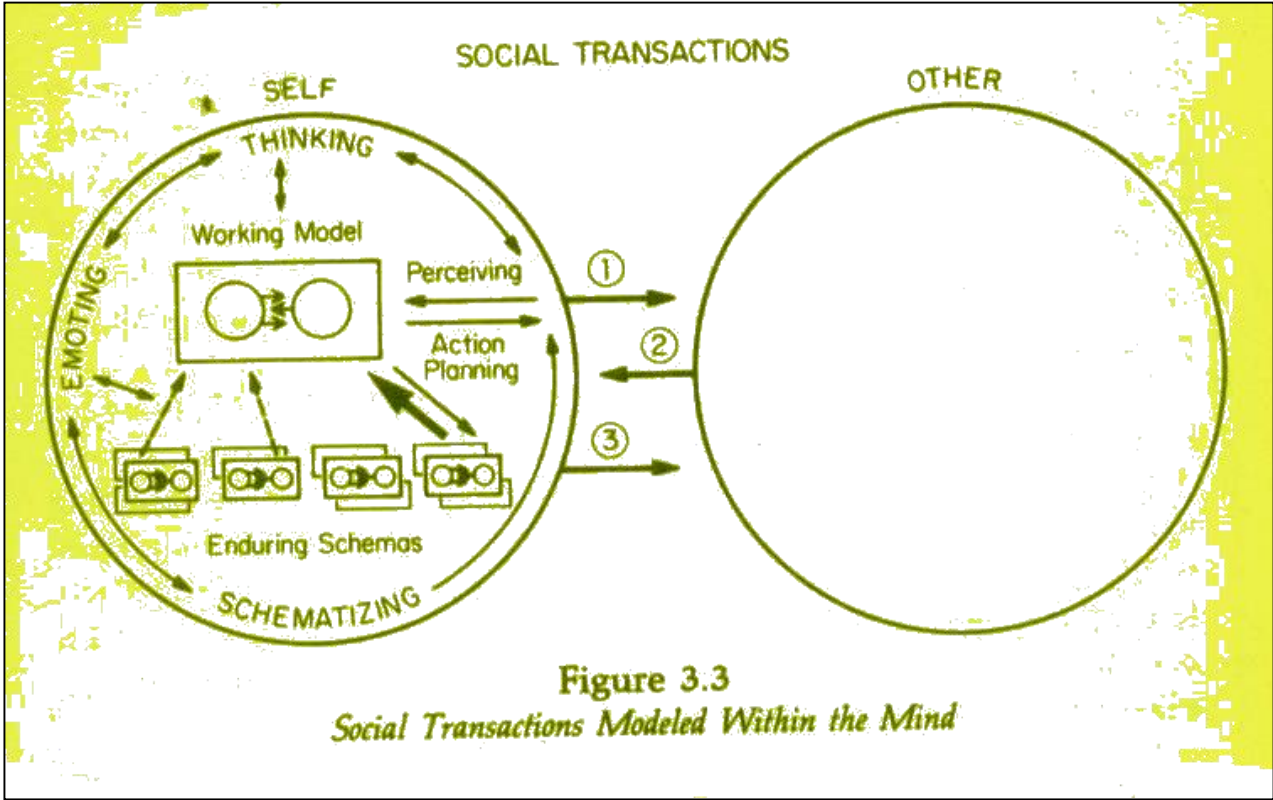 SOCIAL TRANSACTIONS
SELF
OTHER
THINKING
Working Model
EMOTING
Perceiving
Action
Planning
①
②
③
Enduring Schemas
SCHEMATIZING
Figure 3.3
Social Transactions Modeled Within the Mind